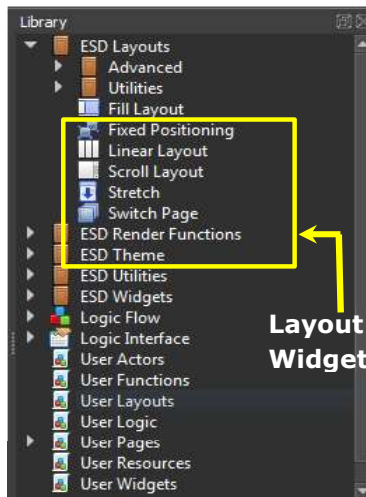 Library
ESD Layouts
Advanced
Utilities
Fill Layout
Fixed Positioning
Linear Layout
Scroll Layout
Stretch
Switch Page
ESD Render Functions
ESD Theme
ESD Utilities
ESD Widgets
Logic Flow
Logic Interface
User Actors
User Functions
User Layouts
User Logic
User Pages
User Resources
User Widgets
Layout
Widget